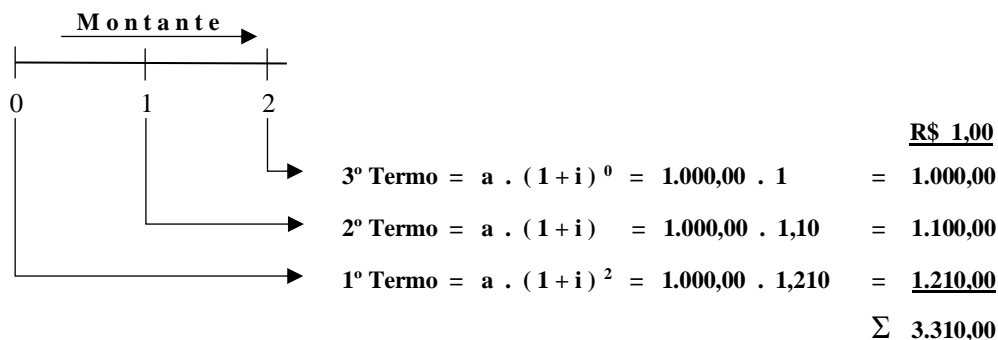 Montante
0 1 2
R$ 1,00
3º Termo = a . ( 1 + i ) ⁰ = 1.000,00 . 1 = 1.000,00
2º Termo = a . ( 1 + i ) = 1.000,00 . 1,10 = 1.100,00
1º Termo = a . ( 1 + i ) ² = 1.000,00 . 1,210 = 1.210,00
Σ 3.310,00